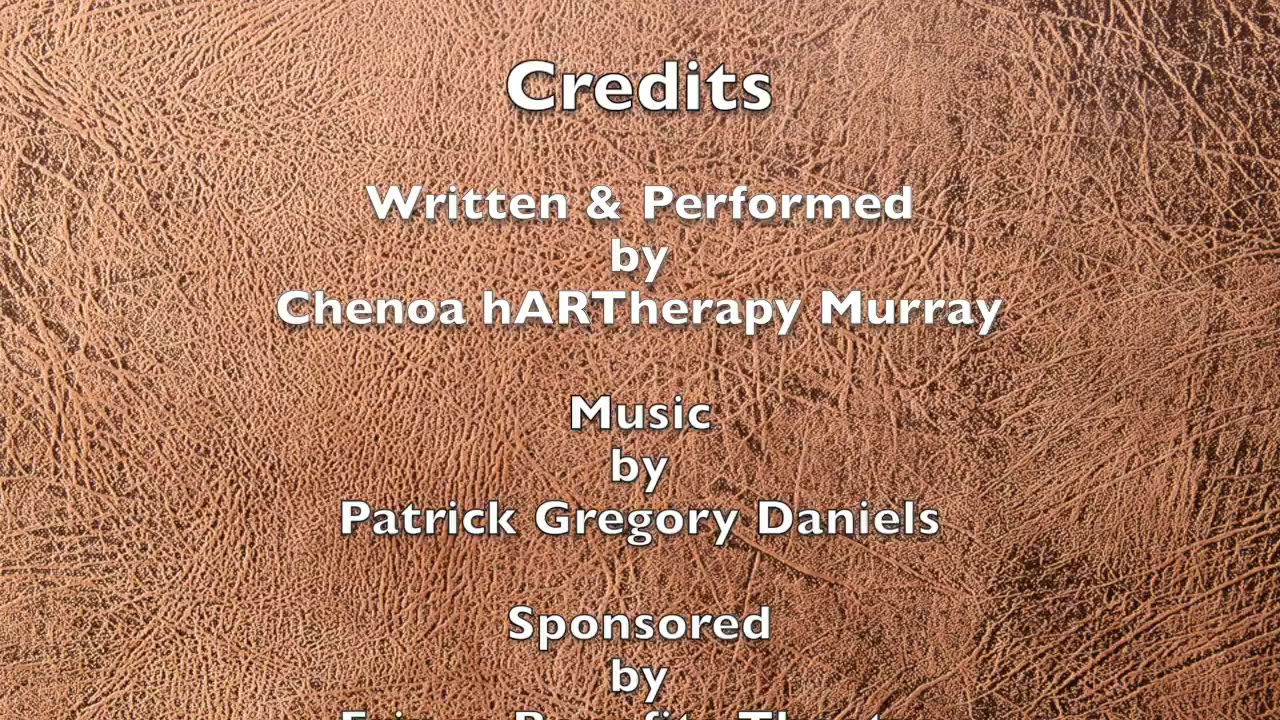 Credits
Written & Performed
by
Chenoa hARTherapy Murray
Music
by
Patrick Gregory Daniels
Sponsored
by